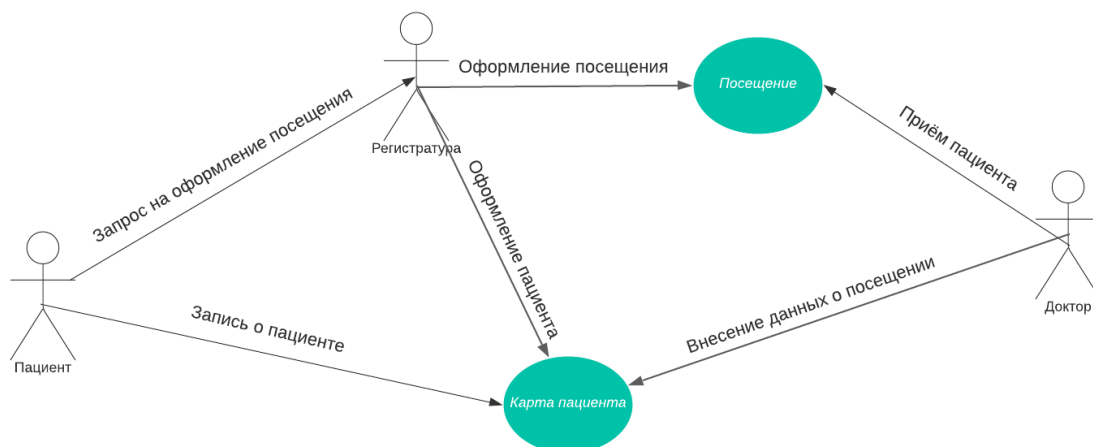 Оформление посещения
Посещение
Регистратура
Запрос на оформление посещения
Приём пациента
Оформление пациента
Внесение данных о посещении
Доктор
Запись о пациенте
Пациент
Карта пациента